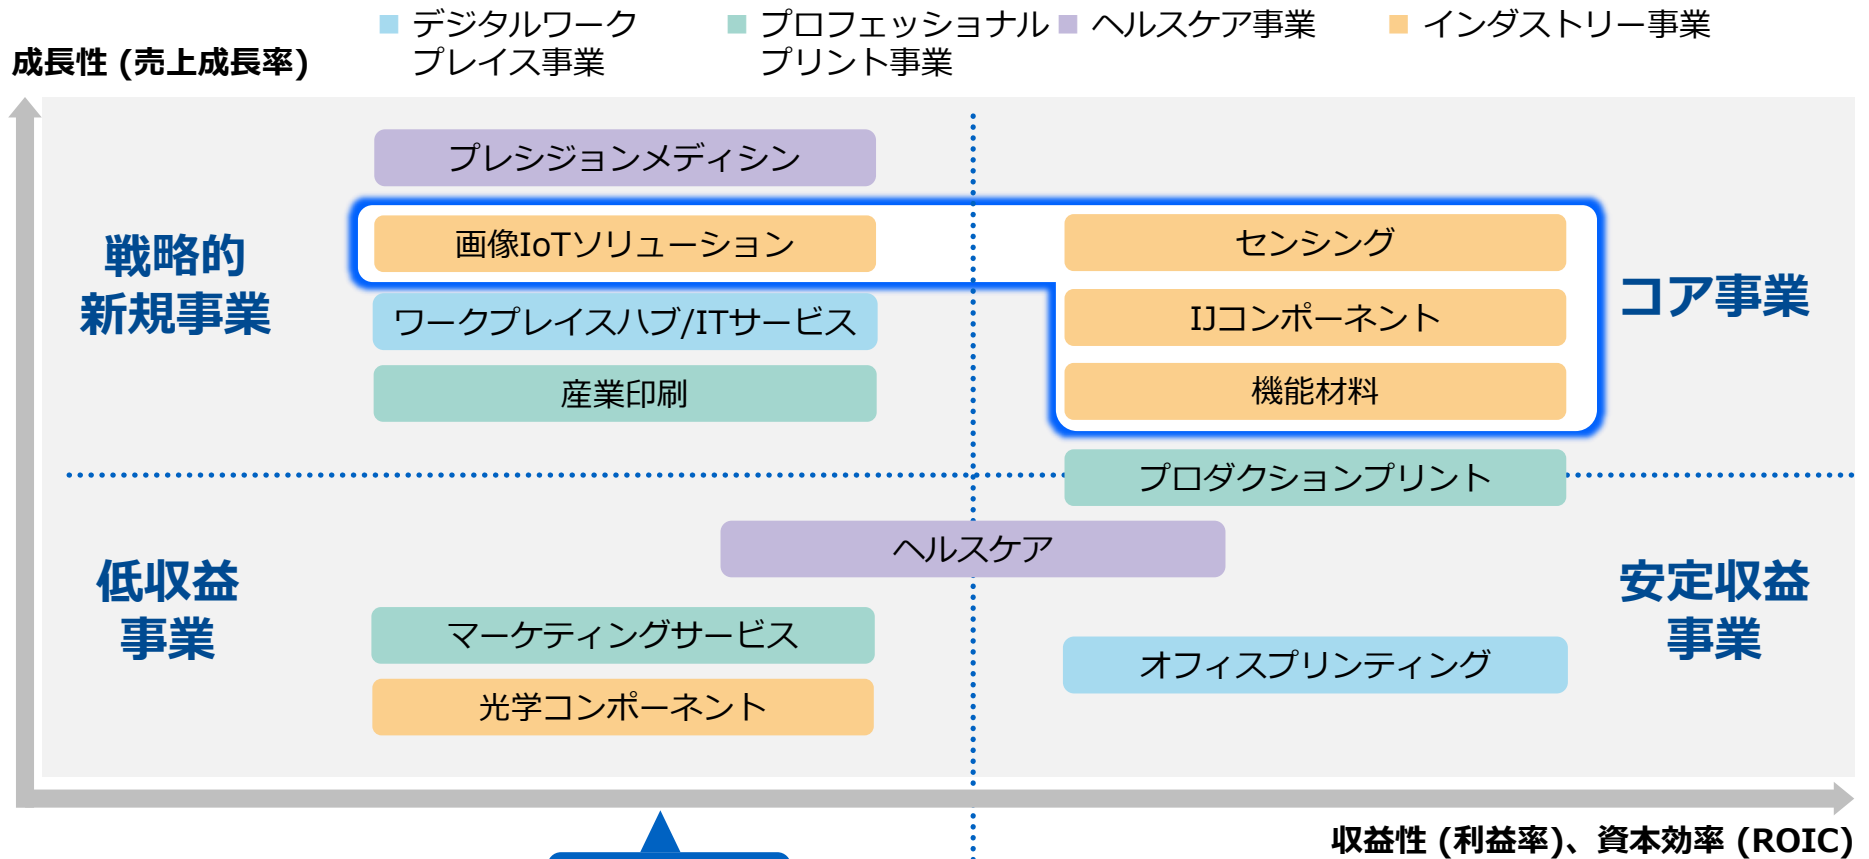 デジタルワーク
プレイス事業
プロフェッショナル
プリント事業
ヘルスケア事業
インダストリー事業
成長性 (売上成長率)
プレシジョンメディシン
戦略的
新規事業
画像IoTソリューション
ワークプレイスハブ/ITサービス
産業印刷
センシング
IJコンポーネント
機能材料
コア事業
プロダクションプリント
ヘルスケア
低収益
事業
マーケティングサービス
光学コンポーネント
オフィスプリンティング
安定収益
事業
収益性 (利益率)、資本効率 (ROIC)